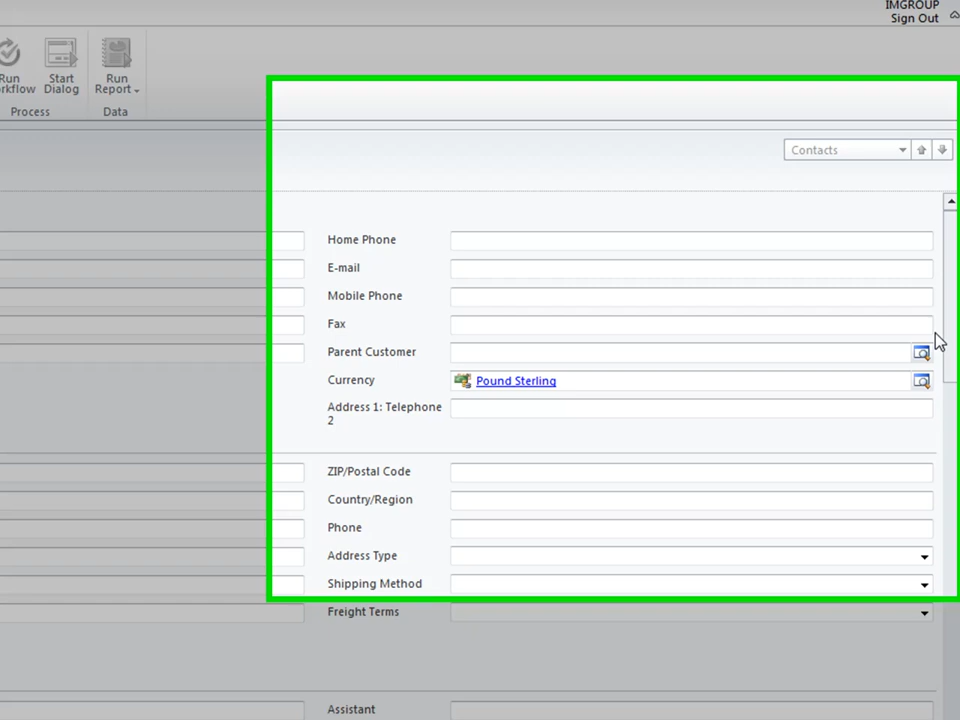 IMGROUP
Sign Out
Run Start Run
rkflow Dialog Report
Process Data
Contacts
Home Phone
E-mail
Mobile Phone
Fax
Parent Customer
Currency Pound Sterling
Address 1: Telephone
2
ZIP/Postal Code
Country/Region
Phone
Address Type
Shipping Method
Freight Terms
Assistant